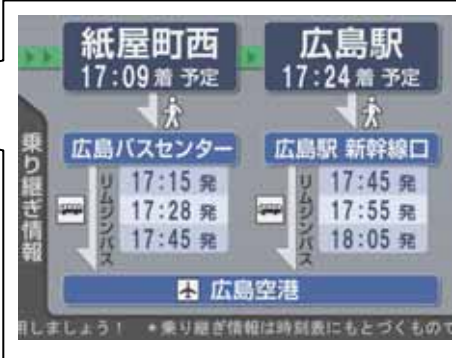 紙屋町西
17:09着 予定
広島駅
17:24着 予定
乗り継ぎ情報
広島バスセンター
リムジンバス
17:15 発
17:28 発
17:45 発
広島駅 新幹線口
リムジンバス
17:45 発
17:55 発
18:05 発
広島空港
用しましょう! *乗り継ぎ情報は時刻表にもとづくもので